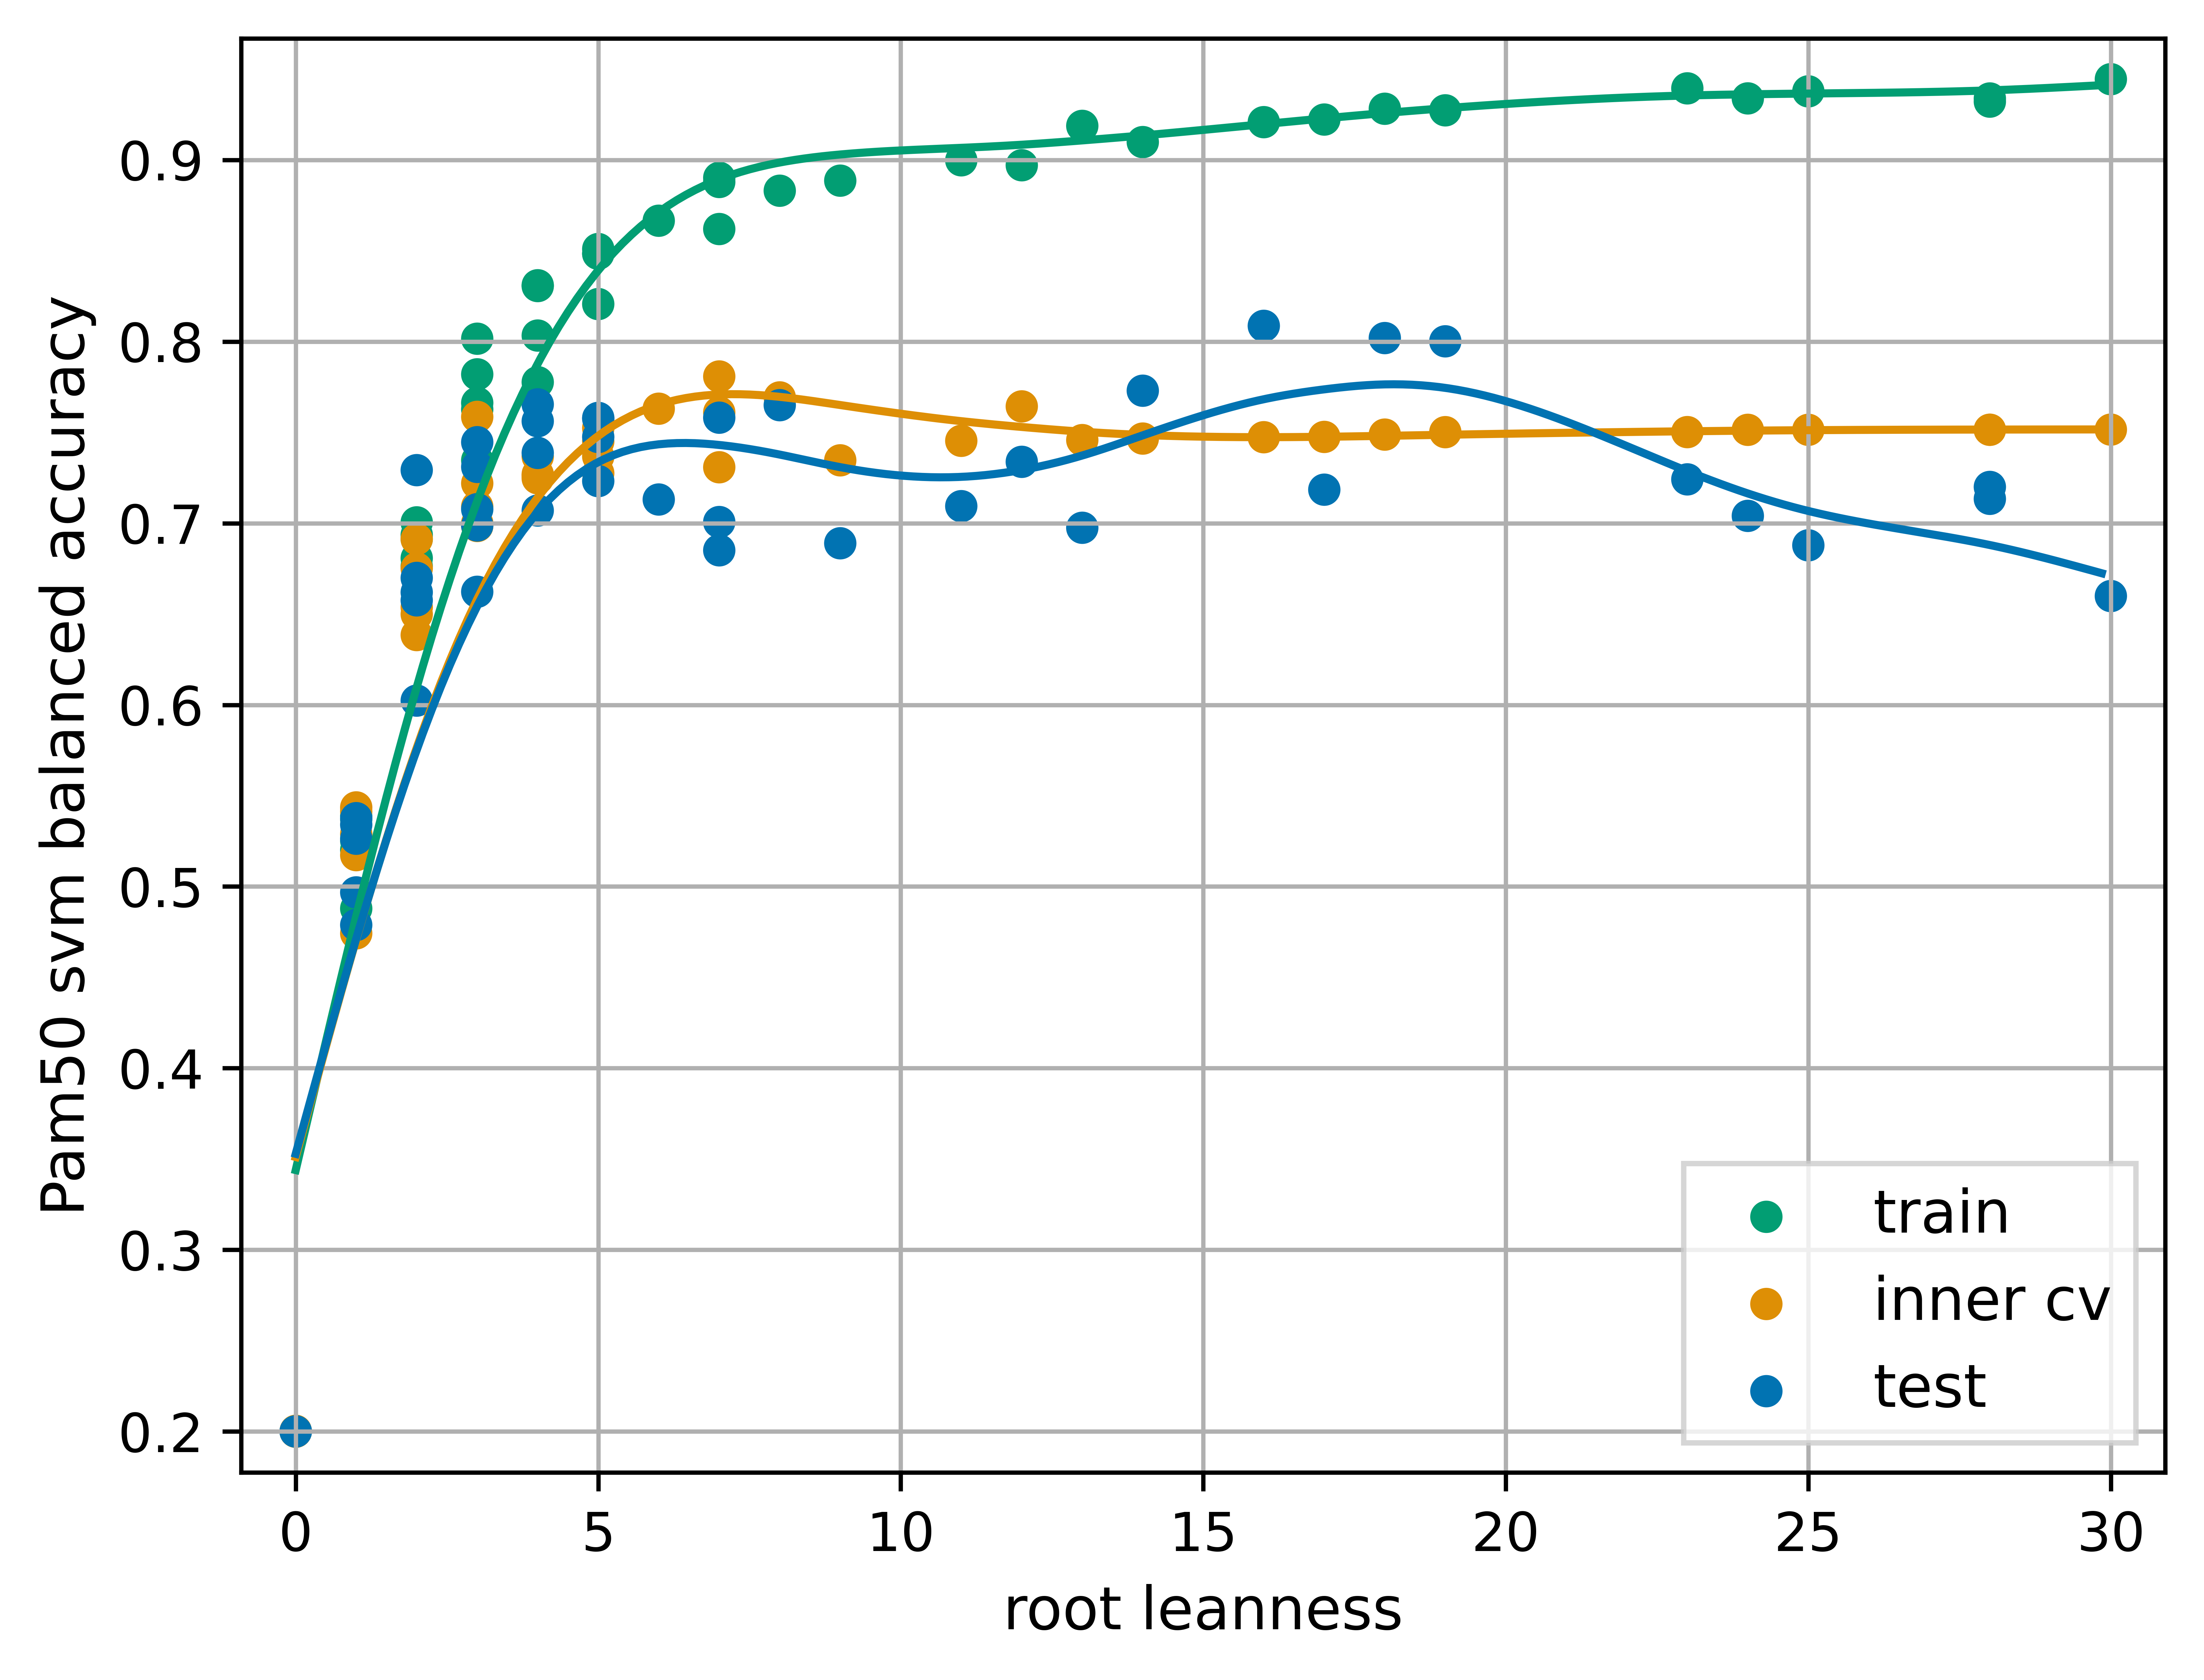 Pam50 svm balanced accuracy
0.9
0.8
0.7
0.6
0.5
0.4
0.3
0.2
0 5 10 15 20 25 30
root leanness
train
inner cv
test